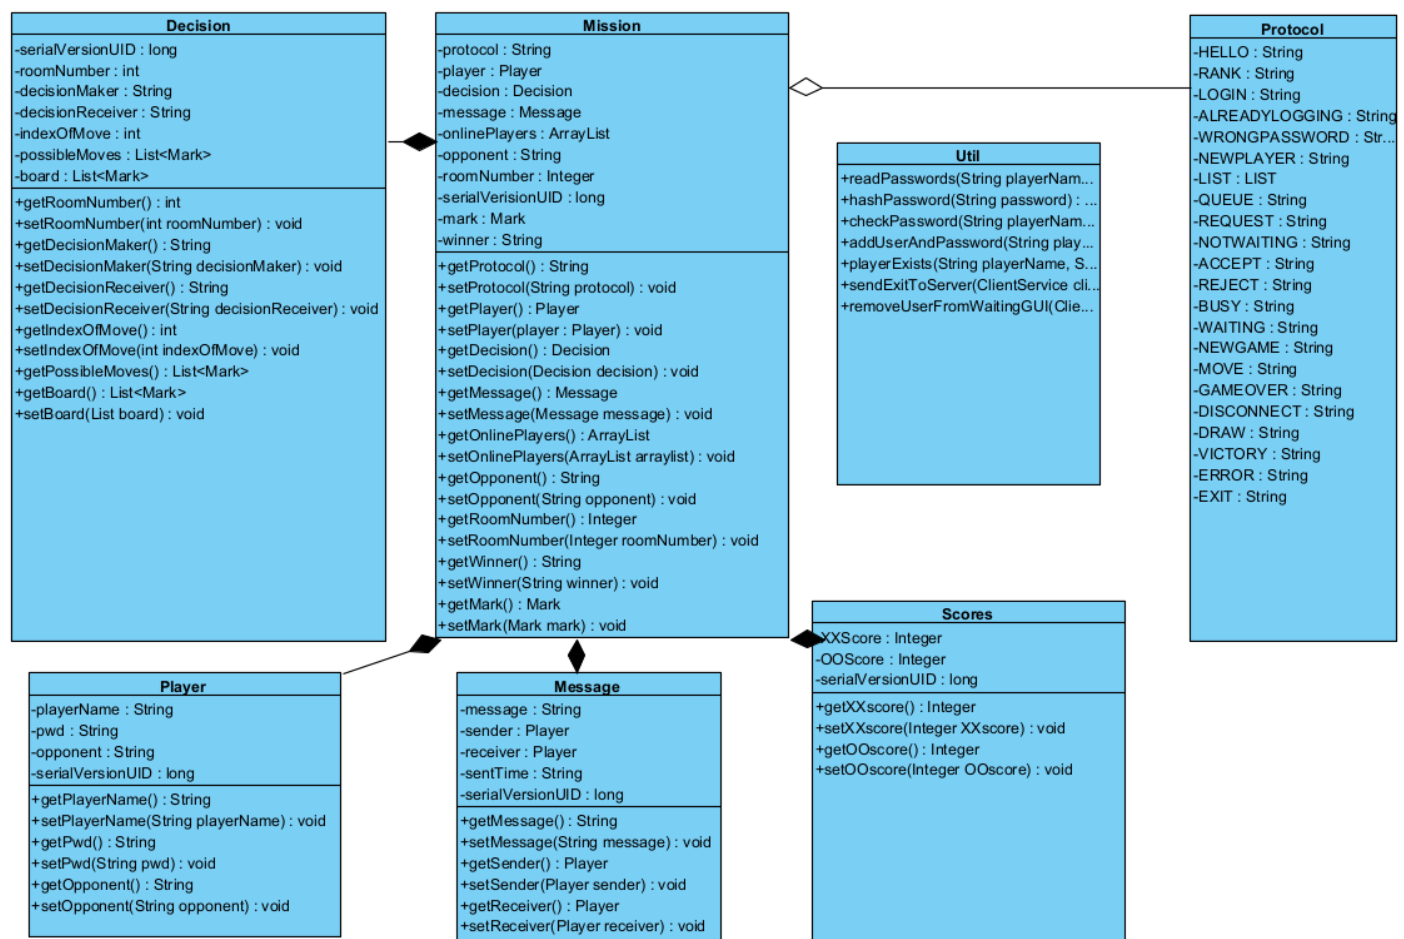 Decision
-serialVersionUID : long
-roomNumber : int
-decisionMaker : String
-decisionReceiver : String
-indexOfMove : int
-possibleMoves : List<Mark>
-board : List<Mark>
+getRoomNumber() : int
+setRoomNumber(int roomNumber) : void
+getDecisionMaker() : String
+setDecisionMaker(String decisionMaker) : void
+getDecisionReceiver() : String
+setDecisionReceiver(String decisionReceiver) : void
+getIndexOfMove() : int
+setIndexOfMove(int indexOfMove) : void
+getPossibleMoves() : List<Mark>
+getBoard() : List<Mark>
+setBoard(List board) : void
Mission
-protocol : String
-player : Player
-decision : Decision
-message : Message
-onlinePlayers : ArrayList
-opponent : String
-roomNumber : Integer
-serialVerisionUID : long
-mark : Mark
-winner : String
+getProtocol() : String
+setProtocol(String protocol) : void
+getPlayer() : Player
+setPlayer(player : Player) : void
+getDecision() : Decision
+setDecision(Decision decision) : void
+getMessage() : Message
+setMessage(Message message) : void
+getOnlinePlayers() : ArrayList
+setOnlinePlayers(ArrayList arraylist) : void
+getOpponent() : String
+setOpponent(String opponent) : void
+getRoomNumber() : Integer
+setRoomNumber(Integer roomNumber) : void
+getWinner() : String
+setWinner(String winner) : void
+getMark() : Mark
+setMark(Mark mark) : void
Util
+readPasswords(String playerNam...
+hashPassword(String password) : ...
+checkPassword(String playerNam...
+addUserAndPassword(String play...
+playerExists(String playerName, S...
+sendExitToServer(ClientService cli...
+removeUserFromWaitingGUI(Clie...
Protocol
-HELLO : String
-RANK : String
-LOGIN : String
-ALREADYLOGGING : String
-WRONGPASSWORD : Str...
-NEWPLAYER : String
-LIST : LIST
-QUEUE : String
-REQUEST : String
-NOTWAITING : String
-ACCEPT : String
-REJECT : String
-BUSY : String
-WAITING : String
-NEWGAME : String
-MOVE : String
-GAMEOVER : String
-DISCONNECT : String
-DRAW : String
-VICTORY : String
-ERROR : String
-EXIT : String
Player
-playerName : String
-pwd : String
-opponent : String
-serialVersionUID : long
+getPlayerName() : String
+setPlayerName(String playerName) : void
+getPwd() : String
+setPwd(String pwd) : void
+getOpponent() : String
+setOpponent(String opponent) : void
Message
-message : String
-sender : Player
-receiver : Player
-sentTime : String
-serialVersionUID : long
+getMessage() : String
+setMessage(String message) : void
+getSender() : Player
+setSender(Player sender) : void
+getReceiver() : Player
+setReceiver(Player receiver) : void
Scores
XXScore : Integer
-OOScore : Integer
-serialVersionUID : long
+getXXscore() : Integer
+setXXscore(Integer XXscore) : void
+getOOscore() : Integer
+setOOscore(Integer OOscore) : void